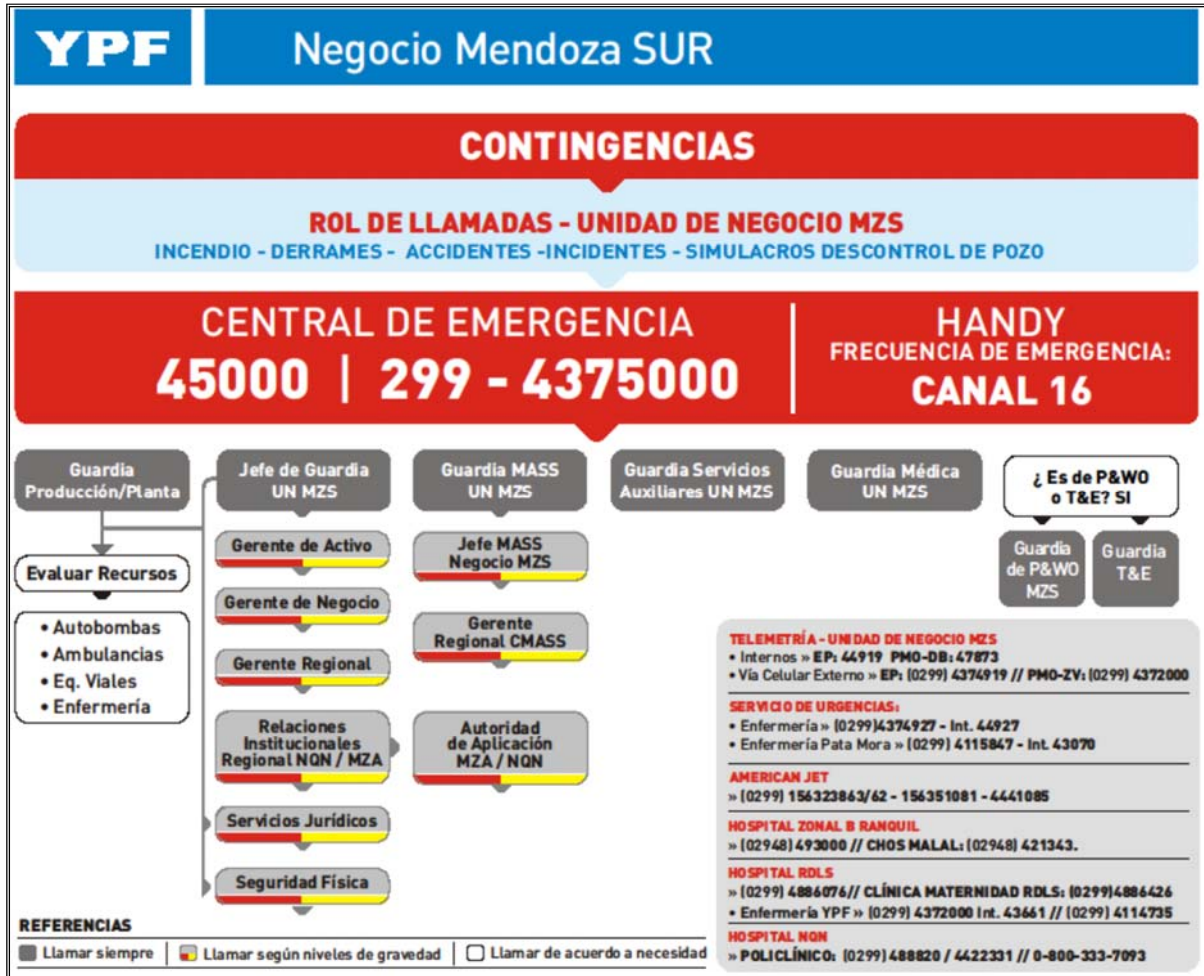 YPF
Negocio Mendoza SUR
CONTINGENCIAS
ROL DE LLAMADAS - UNIDAD DE NEGOCIO MZS
INCENDIO - DERRAMES - ACCIDENTES -INCIDENTES - SIMULACROS DESCONTROL DE POZO
CENTRAL DE EMERGENCIA
45000 | 299 - 4375000
HANDY
FRECUENCIA DE EMERGENCIA:
CANAL 16
Guardia
Producción/Planta
Evaluar Recursos
• Autobombas
• Ambulancias
• Eq. Viales
• Enfermería
Jefe de Guardia
UN MZS
Gerente de Activo
Gerente de Negocio
Gerente Regional
Relaciones
Institucionales
Regional NQN / MZA
Servicios Jurídicos
Seguridad Física
Guardia MASS
UN MZS
Jefe MASS
Negocio MZS
Gerente
Regional CMASS
Autoridad
de Aplicación
MZA / NQN
Guardia Servicios
Auxiliares UN MZS
Guardia Médica
UN MZS
¿ Es de P&WO
o T&E? SI
Guardia
de P&WO
MZS
Guardia
T&E
TELEMETRÍA - UNIDAD DE NEGOCIO MZS
• Internos » EP: 44919 PMO-DB: 47873
• Vía Celular Externo » EP: (0299) 4374919 // PMO-ZV: (0299) 4372000
SERVICIO DE URGENCIAS:
• Enfermería » (0299)4374927 - Int. 44927
• Enfermería Pata Mora » (0299) 4115847 - Int. 43070
AMERICAN JET
» (0299) 156323863/62 - 156351081 - 4441085
HOSPITAL ZONAL B RANQUIL
» (02948) 493000 // CHOS MALAL: (02948) 421343.
HOSPITAL RDLS
» (0299) 4886076// CLÍNICA MATERNIDAD RDLS: (0299)4886426
• Enfermería YPF » (0299) 4372000 Int. 43661 // (0299) 4114735
HOSPITAL NQN
» POLICLÍNICO: (0299) 488820 / 4422331 // 0-800-333-7093
REFERENCIAS
Llamar siempre | Llamar según niveles de gravedad | Llamar de acuerdo a necesidad